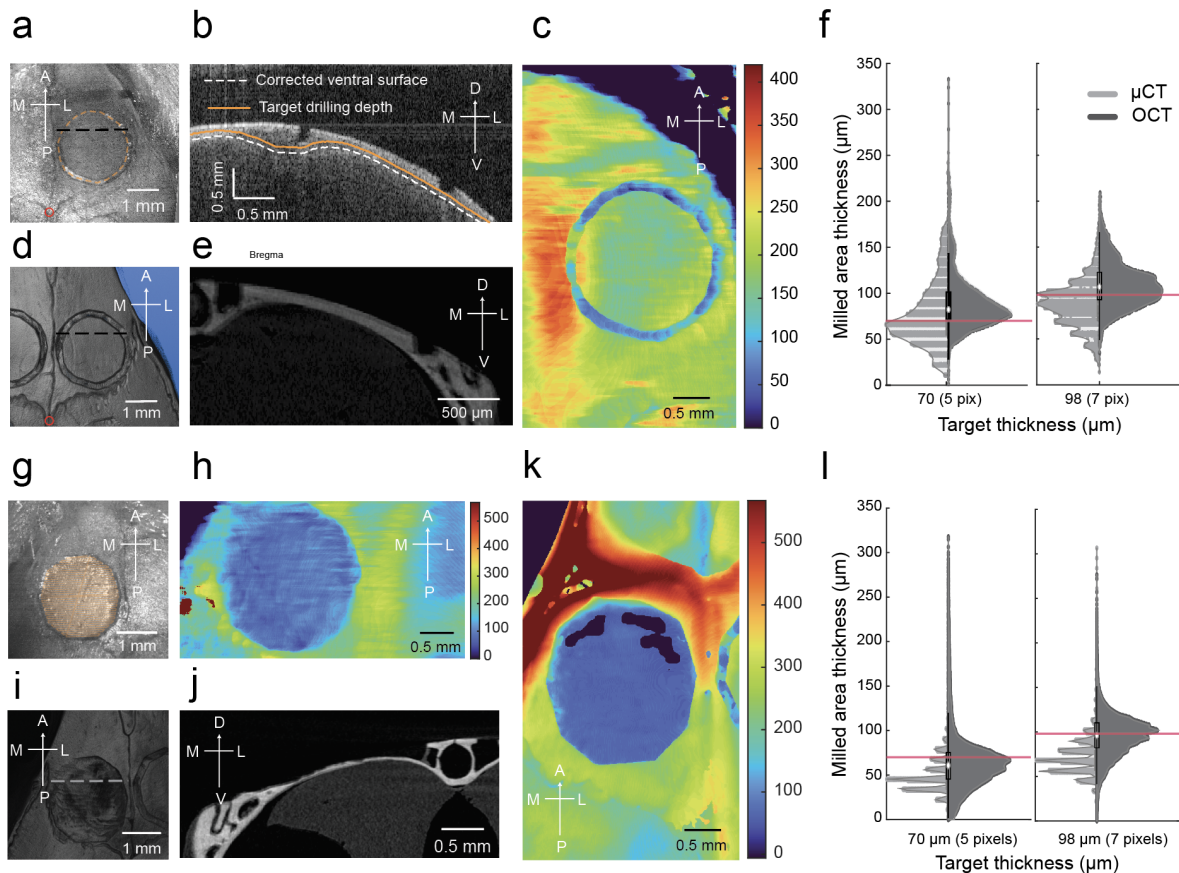 a
A
M
L
P
1 mm
b
Corrected ventral surface
Target drilling depth
D
M
L
V
0.5 mm
0.5 mm
c
A
M
L
P
0.5 mm
400
350
300
250
200
150
100
50
0
f
350
300
250
200
150
100
50
0
Milled area thickness (µm)
µCT
OCT
70 (5 pix)
98 (7 pix)
Target thickness (µm)
d
A
M
L
P
1 mm
e
Bregma
D
M
L
V
500 µm
g
A
M
L
P
1 mm
h
A
M
L
P
0.5 mm
500
400
300
200
100
0
i
A
M
L
P
1 mm
j
D
M
L
V
0.5 mm
k
A
M
L
P
0.5 mm
500
400
300
200
100
0
l
350
300
250
200
150
100
50
0
Milled area thickness (µm)
70 µm (5 pixels)
98 µm (7 pixels)
Target thickness (µm)